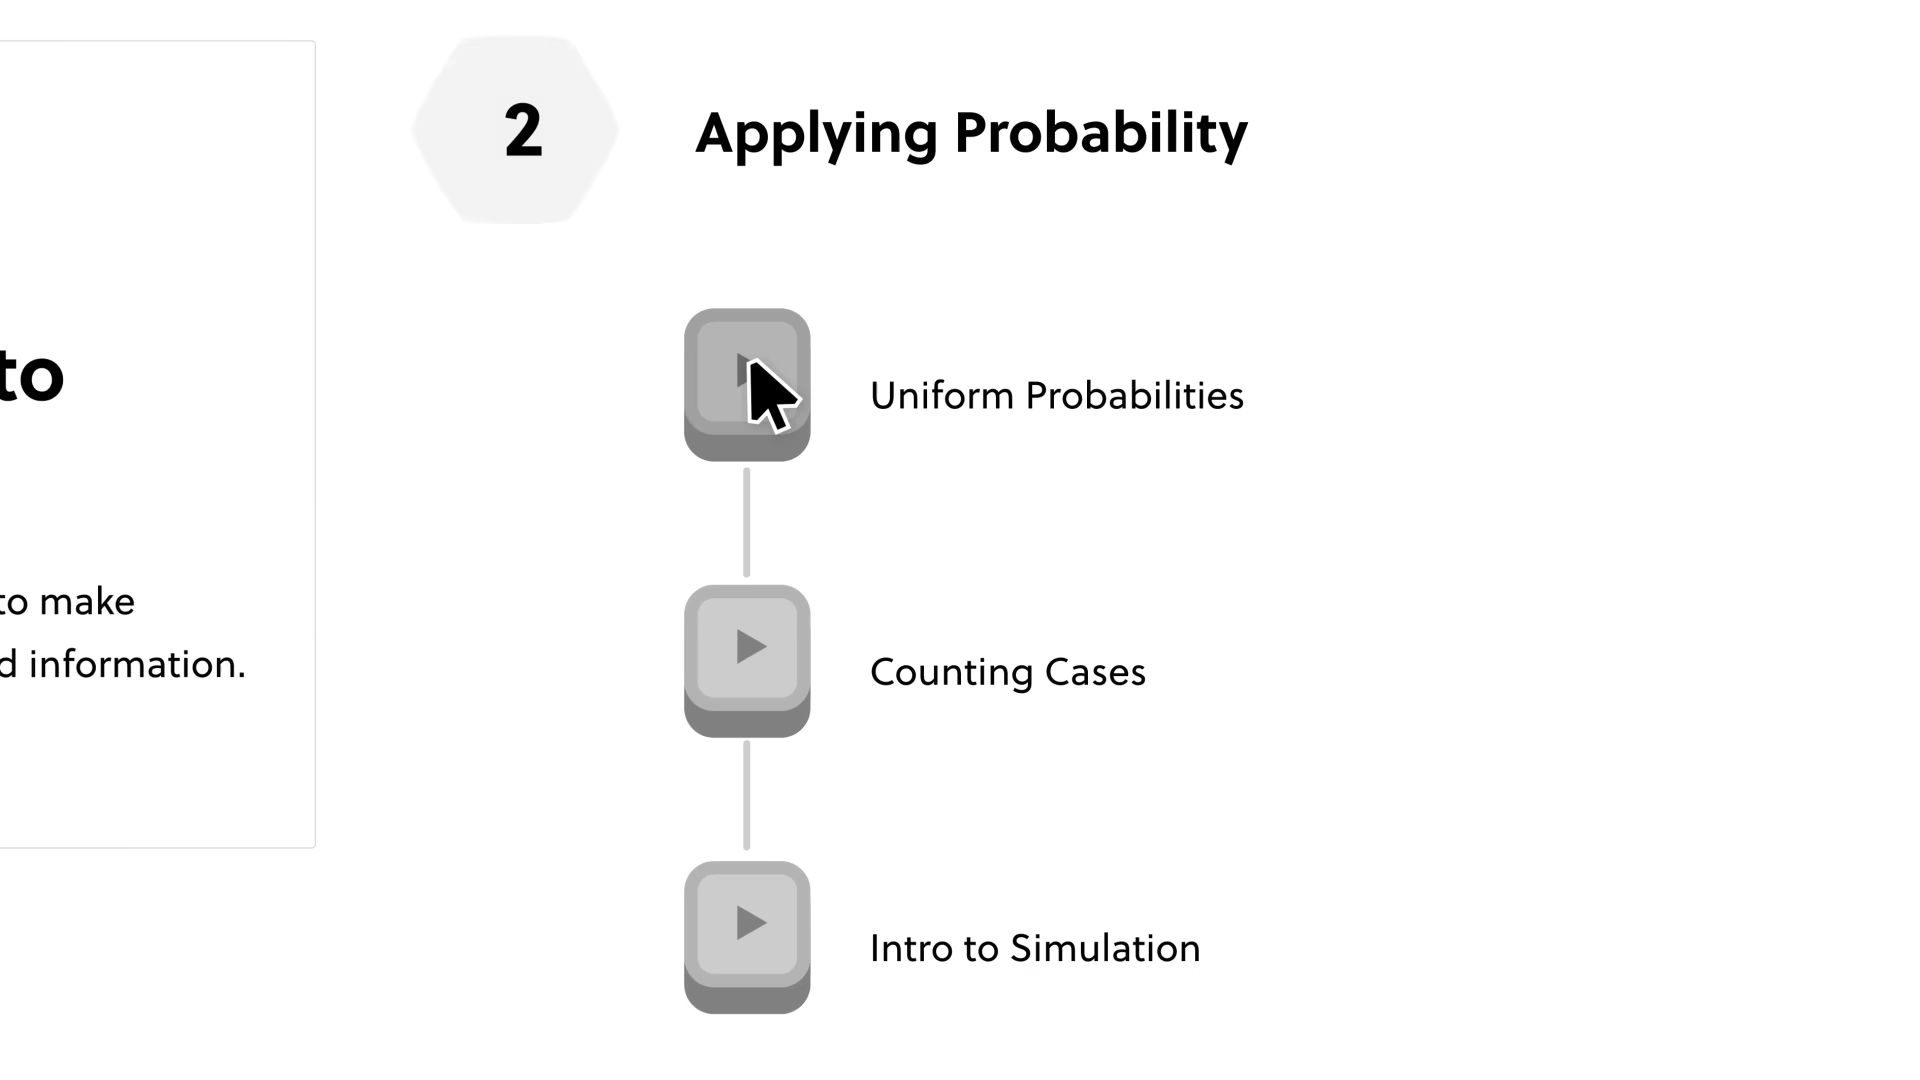 to
to make
d information.
2
Applying Probability
Uniform Probabilities
Counting Cases
Intro to Simulation